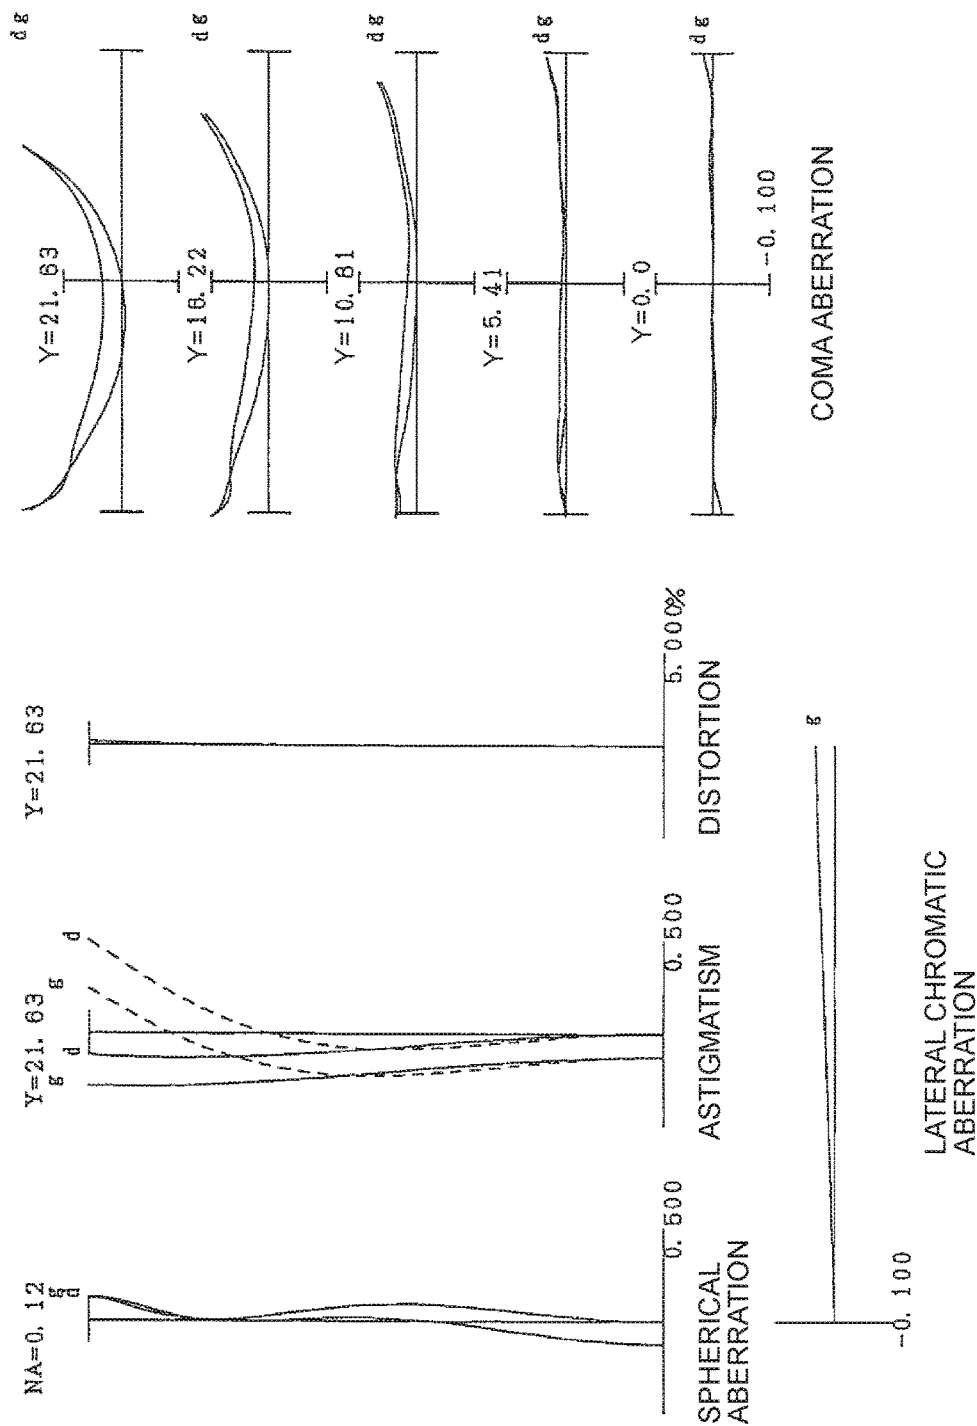 NA=0. 12
g
d
0. 500
SPHERICAL
ABERRATION
Y=21. 63
g
d
g
d
0. 500
ASTIGMATISM
Y=21. 63
5. 000%
DISTORTION
Y=21. 63
d g
Y=16. 22
d g
Y=10. 81
d g
Y=5. 41
d g
Y=0. 0
d g
-0. 100
COMA ABERRATION
g
-0. 100
LATERAL CHROMATIC
ABERRATION